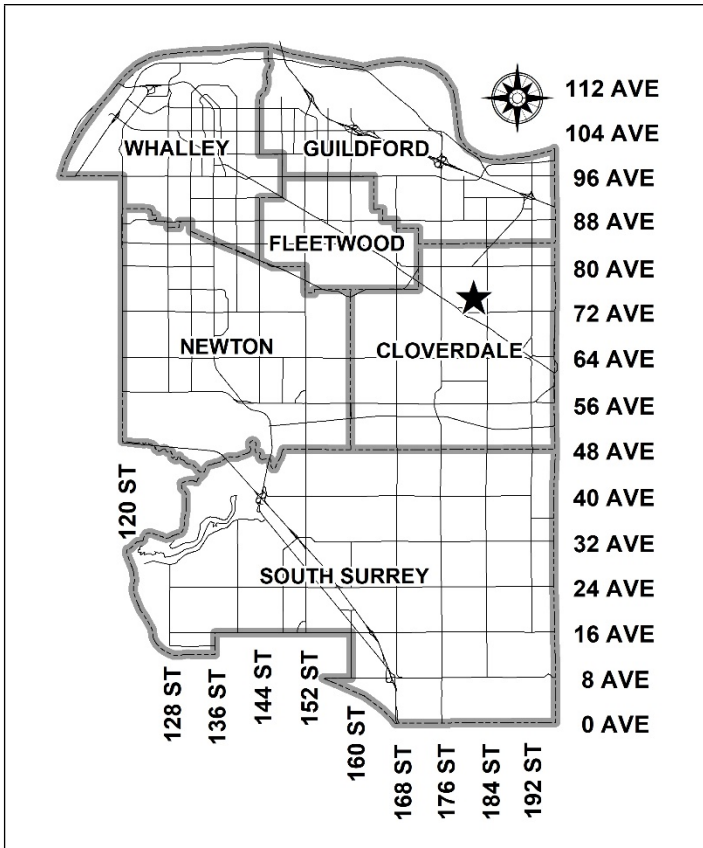 112 AVE
104 AVE
WHALLEY
GUILDFORD
96 AVE
88 AVE
FLEETWOOD
80 AVE
72 AVE
NEWTON
CLOVERDALE
64 AVE
56 AVE
48 AVE
120 ST
40 AVE
32 AVE
SOUTH SURREY
24 AVE
16 AVE
8 AVE
0 AVE
128 ST
136 ST
144 ST
152 ST
160 ST
168 ST
176 ST
184 ST
192 ST